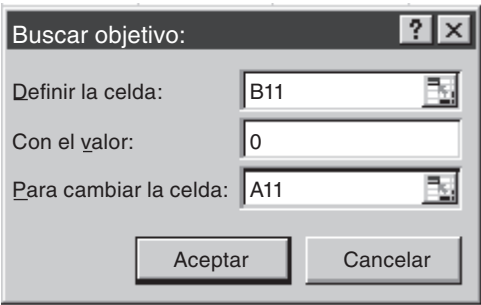 Buscar objetivo:
Definir la celda: B11
Con el valor: 0
Para cambiar la celda: A11
Aceptar Cancelar